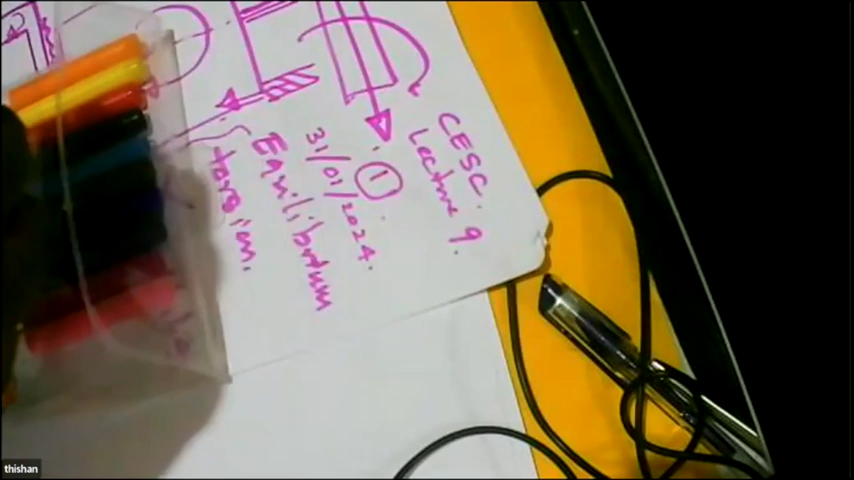 CESC.
Lecture 9.
①
31/01/2024.
Equilibrium
torsion.
thishan